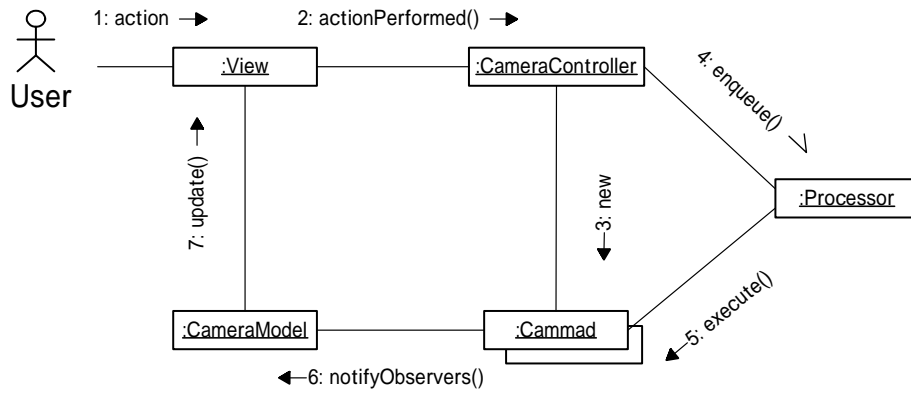 1: action
2: actionPerformed()
:View
:CameraController
User
4: enqueue()
7: update()
3: new
:Processor
:CameraModel
:Cammad
5: execute()
6: notifyObservers()